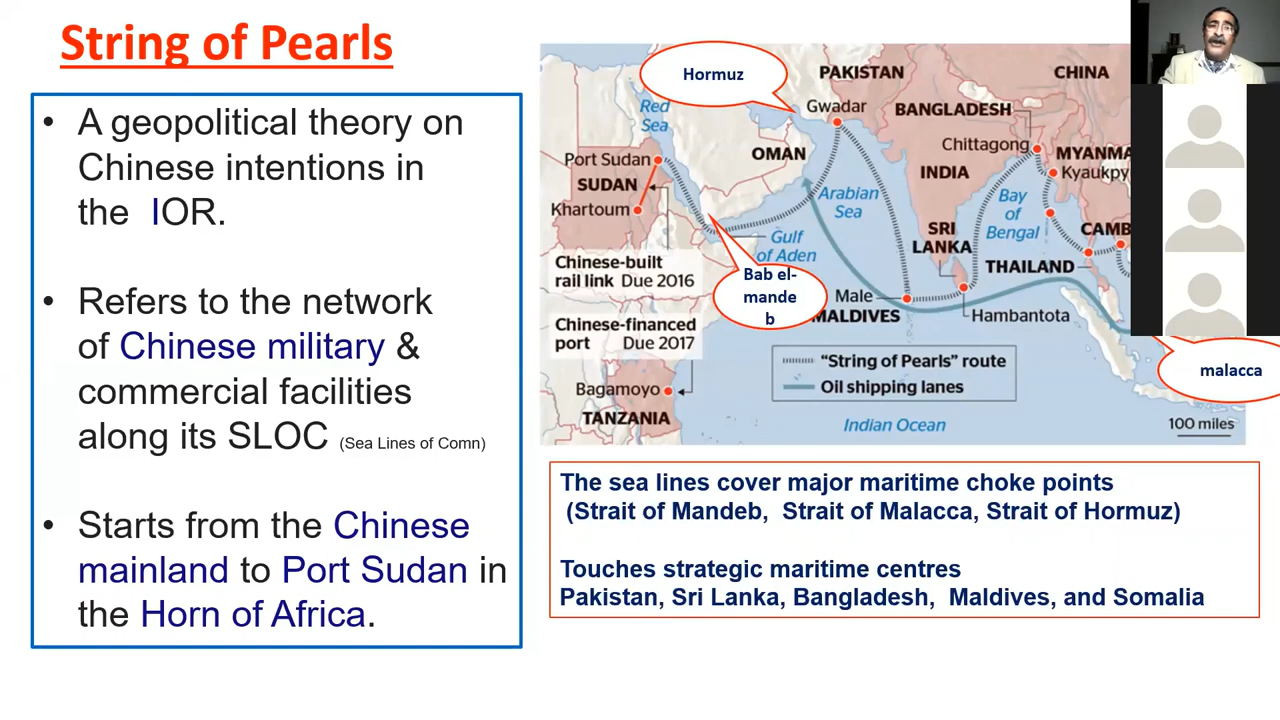 String of Pearls
• A geopolitical theory on
Chinese intentions in
the IOR.
• Refers to the network
of Chinese military &
commercial facilities
along its SLOC (Sea Lines of Comn)
• Starts from the Chinese
mainland to Port Sudan in
the Horn of Africa.
Hormuz
PAKISTAN
CHINA
Red
Sea
Gwadar
BANGLADESH
Chittagong
MYANMA
Port Sudan
OMAN
SUDAN
INDIA
Kyaukpy
Khartoum
Arabian
Sea
Bay
of
Bengal
SRI
LANKA
CAMB
Gulf
of Aden
THAILAND
Chinese-built
rail link Due 2016
Bab el-
mande
b
Male
MALDIVES
Hambantota
Chinese-financed
port Due 2017
"String of Pearls" route
Oil shipping lanes
malacca
Bagamoyo
TANZANIA
Indian Ocean
100 miles
The sea lines cover major maritime choke points
(Strait of Mandeb, Strait of Malacca, Strait of Hormuz)
Touches strategic maritime centres
Pakistan, Sri Lanka, Bangladesh, Maldives, and Somalia